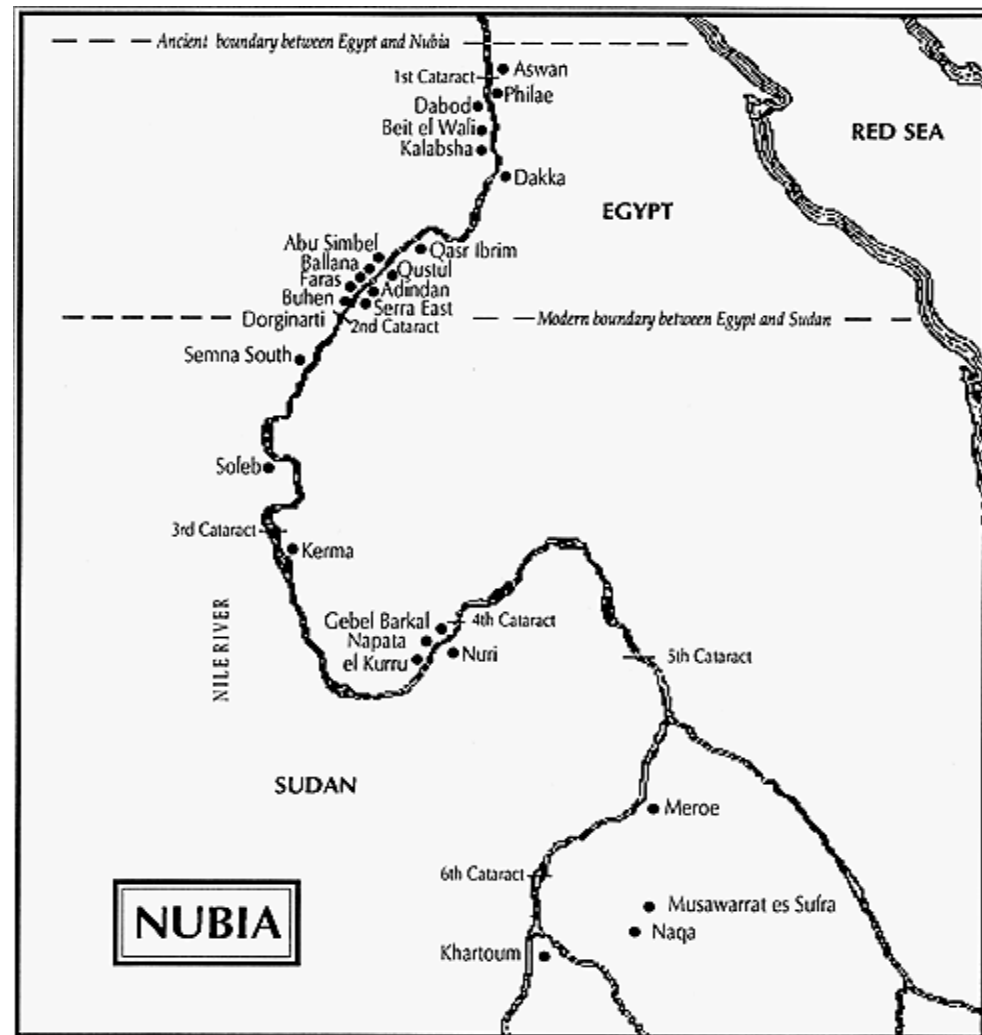 Ancient boundary between Egypt and Nubia
Aswan
1st Cataract
Philae
Dabod
Beit el Wali
Kalabsha
RED SEA
Dakka
EGYPT
Abu Simbel
Qasr Ibrim
Ballana
Qustul
Faras
Adindan
Buhen
Serra East
Dorginarti
2nd Cataract
Modern boundary between Egypt and Sudan
Semna South
Soleb
3rd Cataract
Kerma
NILE RIVER
Gebel Barkal
4th Cataract
Napata
el Kurru
Nuri
5th Cataract
SUDAN
Meroe
6th Cataract
NUBIA
Musawarrat es Sufra
Naqa
Khartoum